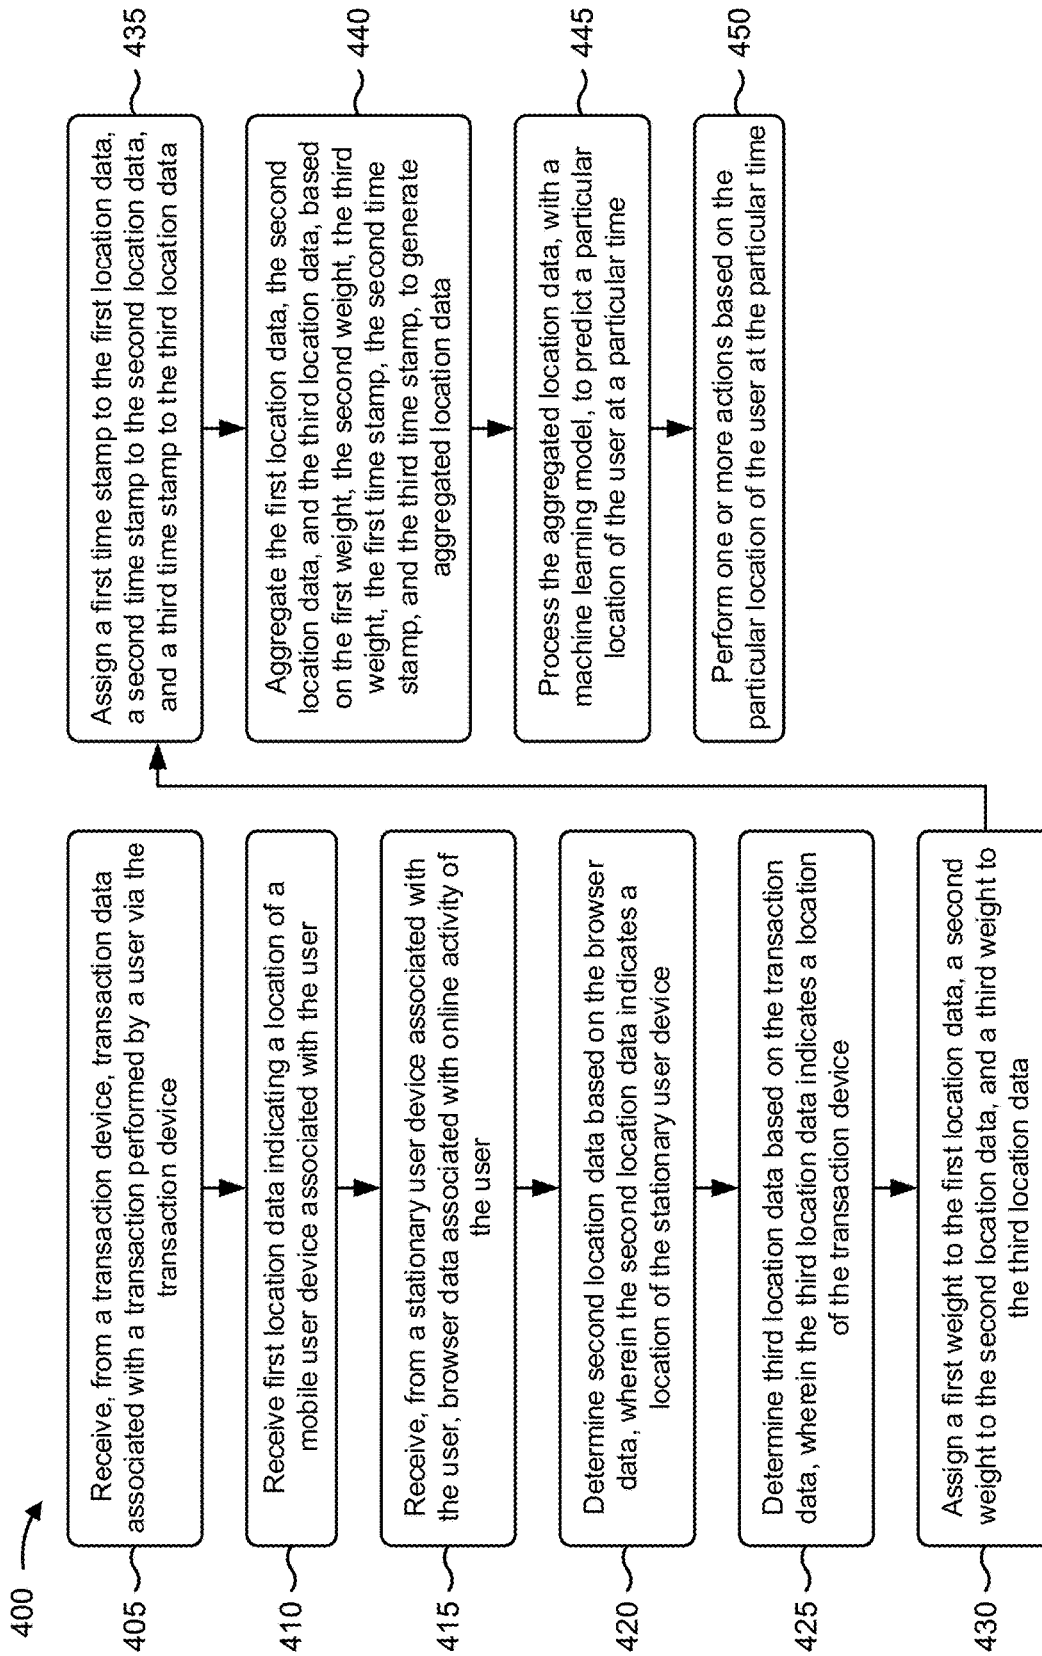 400
405
Receive, from a transaction device, transaction data
associated with a transaction performed by a user via the
transaction device
410
Receive first location data indicating a location of a
mobile user device associated with the user
415
Receive, from a stationary user device associated with
the user, browser data associated with online activity of
the user
420
Determine second location data based on the browser
data, wherein the second location data indicates a
location of the stationary user device
425
Determine third location data based on the transaction
data, wherein the third location data indicates a location
of the transaction device
430
Assign a first weight to the first location data, a second
weight to the second location data, and a third weight to
the third location data
435
Assign a first time stamp to the first location data,
a second time stamp to the second location data,
and a third time stamp to the third location data
440
Aggregate the first location data, the second
location data, and the third location data, based
on the first weight, the second weight, the third
weight, the first time stamp, the second time
stamp, and the third time stamp, to generate
aggregated location data
445
Process the aggregated location data, with a
machine learning model, to predict a particular
location of the user at a particular time
450
Perform one or more actions based on the
particular location of the user at the particular time